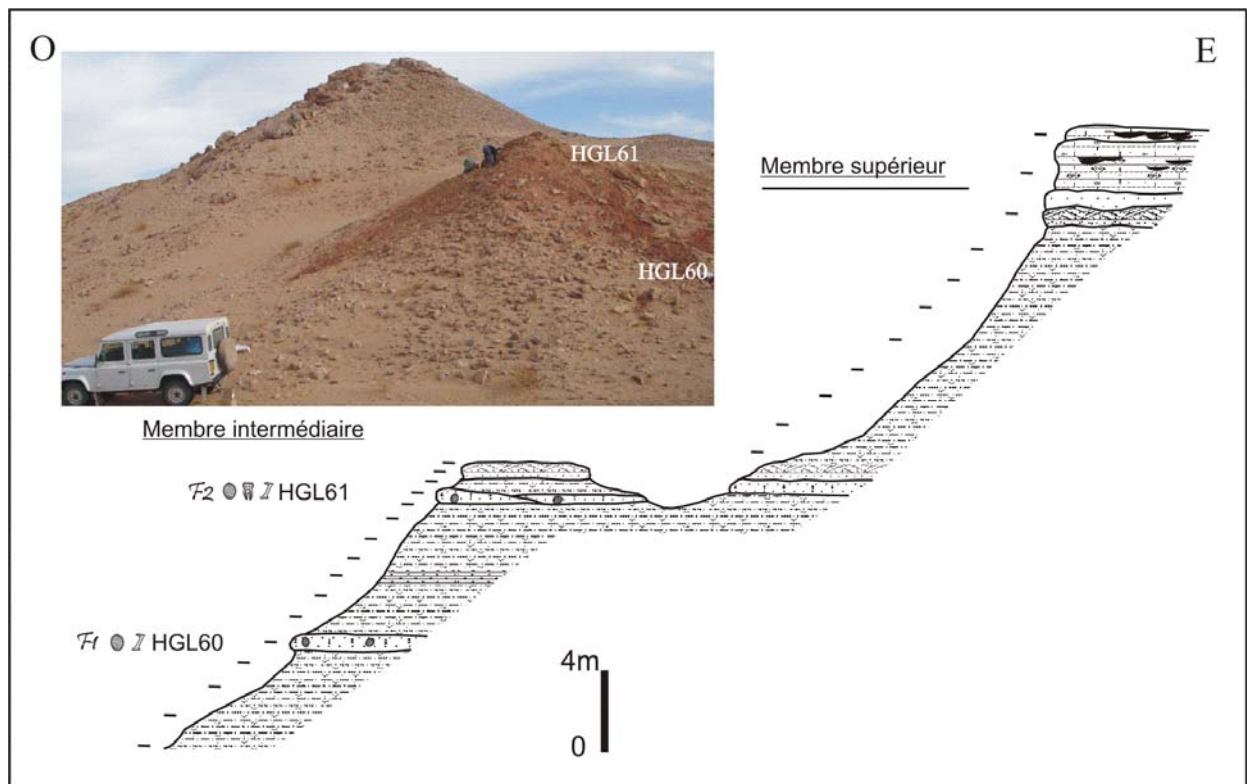 O
E
HGL61
HGL60
Membre supérieur
Membre intermédiaire
F2 HGL61
F1 HGL60
4m
0